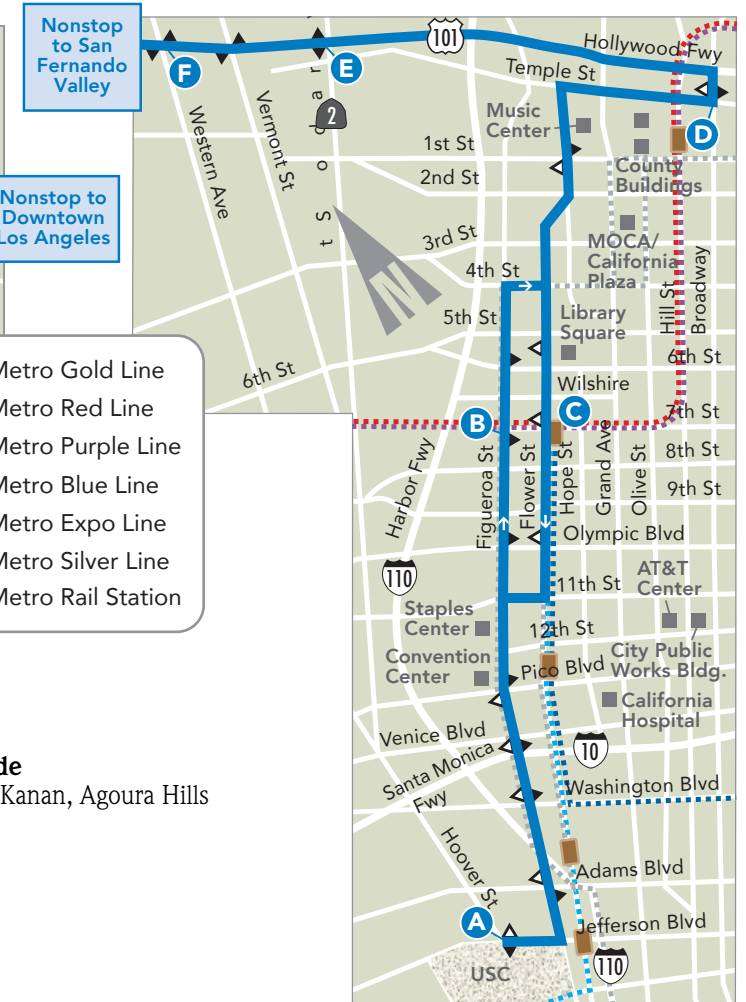 Nonstop
to San
Fernando
Valley
Nonstop to
Downtown
Los Angeles
F
E
101
Hollywood Fwy
Temple St
D
2
r
a
d
o
S
t
Western Ave
Vermont St
Music
Center
1st St
2nd St
3rd St
4th St
5th St
6th St
County
Buildings
MOCA/
California
Plaza
Library
Square
Hill St
Broadway
6th St
Wilshire
N
Metro Gold Line
Metro Red Line
Metro Purple Line
Metro Blue Line
Metro Expo Line
Metro Silver Line
Metro Rail Station
B
C
7th St
8th St
9th St
Harbor Fwy
Figueroa St
Flower St
Hope St
Grand Ave
Olive St
Olympic Blvd
110
11th St
AT&T
Center
Staples
Center
12th St
City Public
Works Bldg.
Convention
Center
Pico Blvd
California
Hospital
Venice Blvd
10
Santa Monica
Fwy
Washington Blvd
de
Kanan, Agoura Hills
Hoover St
Adams Blvd
A
Jefferson Blvd
110
USC